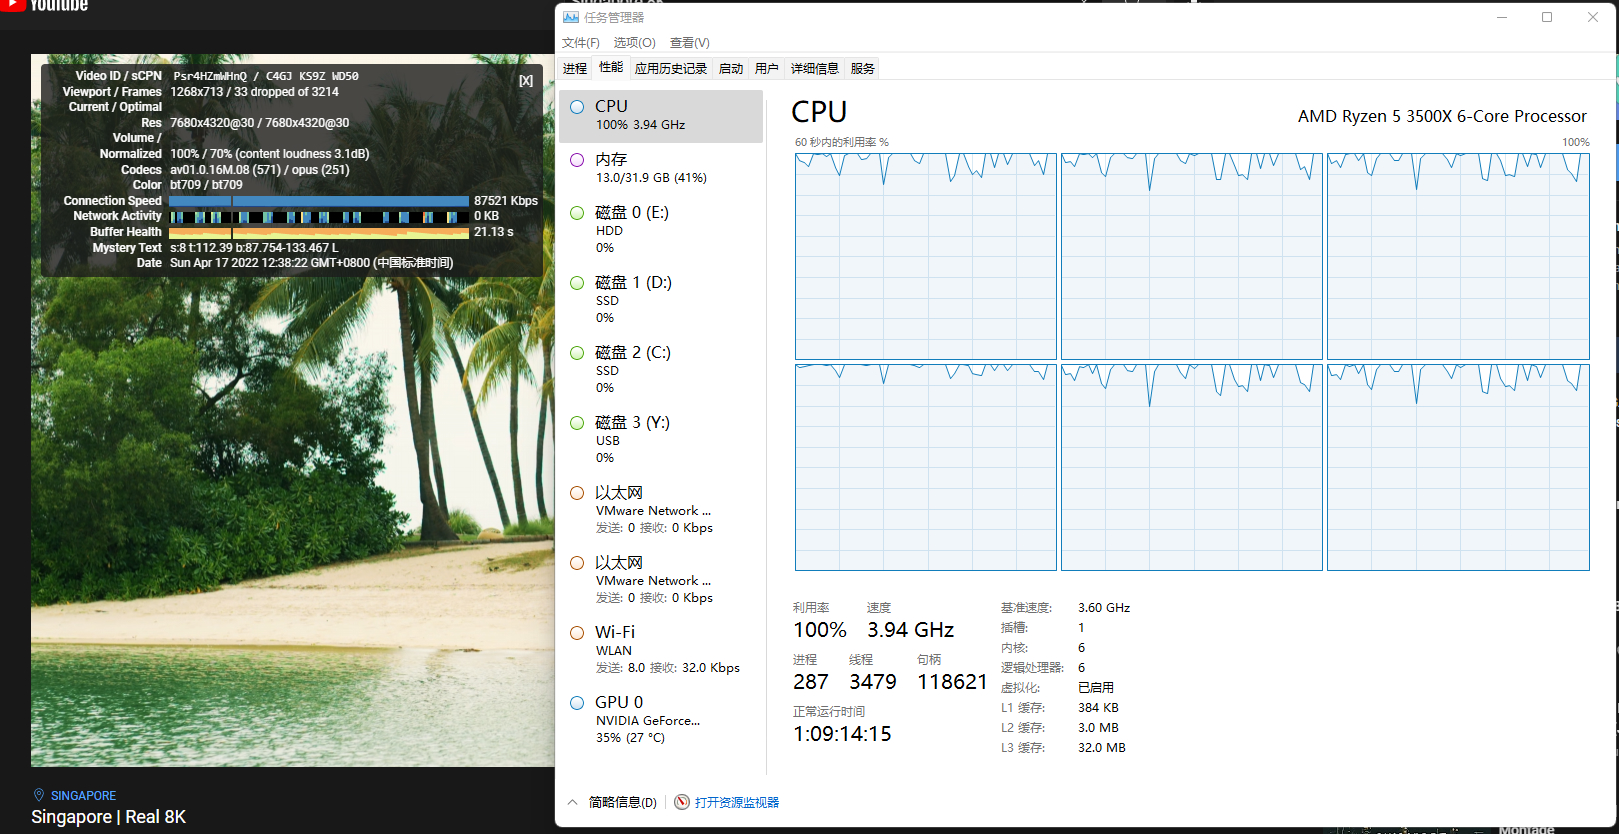 YouTube
Video ID / sCPN Psr4HZmWHnQ / C4GJ KS9Z WD50
[X]
Viewport / Frames 1268x713 / 33 dropped of 3214
Current / Optimal
Res 7680x4320@30 / 7680x4320@30
Volume /
Normalized 100% / 70% (content loudness 3.1dB)
Codecs av01.0.16M.08 (571) / opus (251)
Color bt709 / bt709
Connection Speed 87521 Kbps
Network Activity 0 KB
Buffer Health 21.13 s
Mystery Text s:8 t:112.39 b:87.754-133.467 L
Date Sun Apr 17 2022 12:38:22 GMT+0800 (中国标准时间)
SINGAPORE
Singapore | Real 8K
任务管理器
文件(F) 选项(O) 查看(V)
进程 性能 应用历史记录 启动 用户 详细信息 服务
CPU
100% 3.94 GHz
内存
13.0/31.9 GB (41%)
磁盘 0 (E:)
HDD
0%
磁盘 1 (D:)
SSD
0%
磁盘 2 (C:)
SSD
0%
磁盘 3 (Y:)
USB
0%
以太网
VMware Network ...
发送: 0 接收: 0 Kbps
以太网
VMware Network ...
发送: 0 接收: 0 Kbps
Wi-Fi
WLAN
发送: 8.0 接收: 32.0 Kbps
GPU 0
NVIDIA GeForce...
35% (27 °C)
CPU
AMD Ryzen 5 3500X 6-Core Processor
60 秒内的利用率 %
100%
利用率 速度
100% 3.94 GHz
进程 线程 句柄
287 3479 118621
正常运行时间
1:09:14:15
基准速度: 3.60 GHz
插槽: 1
内核: 6
逻辑处理器: 6
虚拟化: 已启用
L1 缓存: 384 KB
L2 缓存: 3.0 MB
L3 缓存: 32.0 MB
简略信息(D) 打开资源监视器
Montage